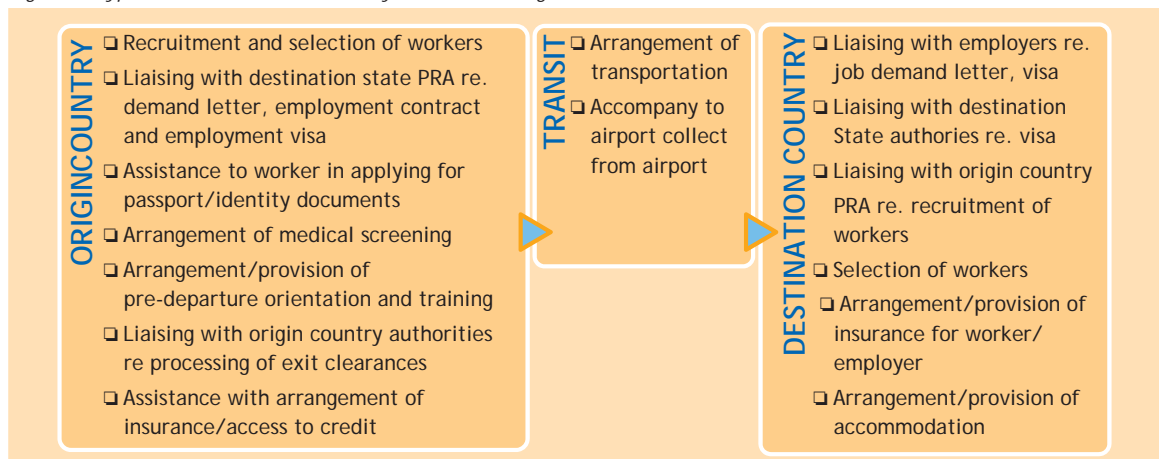 ORIGINCOUNTRY
❑ Recruitment and selection of workers
❑ Liaising with destination state PRA re.
demand letter, employment contract
and employment visa
❑ Assistance to worker in applying for
passport/identity documents
❑ Arrangement of medical screening
❑ Arrangement/provision of
pre-departure orientation and training
❑ Liaising with origin country authorities
re processing of exit clearances
❑ Assistance with arrangement of
insurance/access to credit
TRANSIT
❑ Arrangement of
transportation
❑ Accompany to
airport collect
from airport
DESTINATION COUNTRY
❑ Liaising with employers re.
job demand letter, visa
❑ Liaising with destination
State authories re. visa
❑ Liaising with origin country
PRA re. recruitment of
workers
❑ Selection of workers
❑ Arrangement/provision of
insurance for worker/
employer
❑ Arrangement/provision of
accommodation